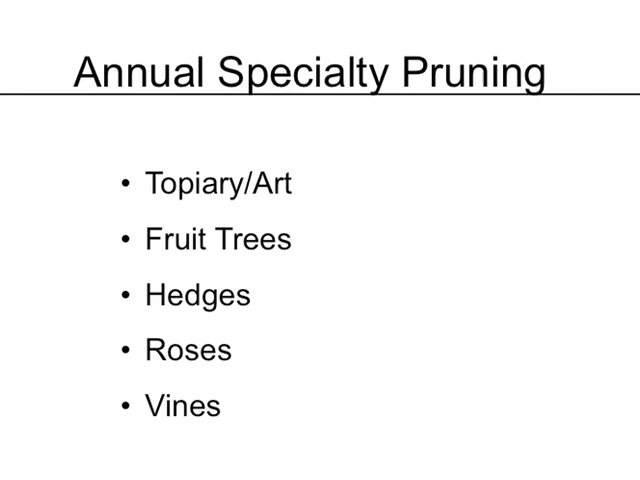 Annual Specialty Pruning
• Topiary/Art
• Fruit Trees
• Hedges
• Roses
• Vines